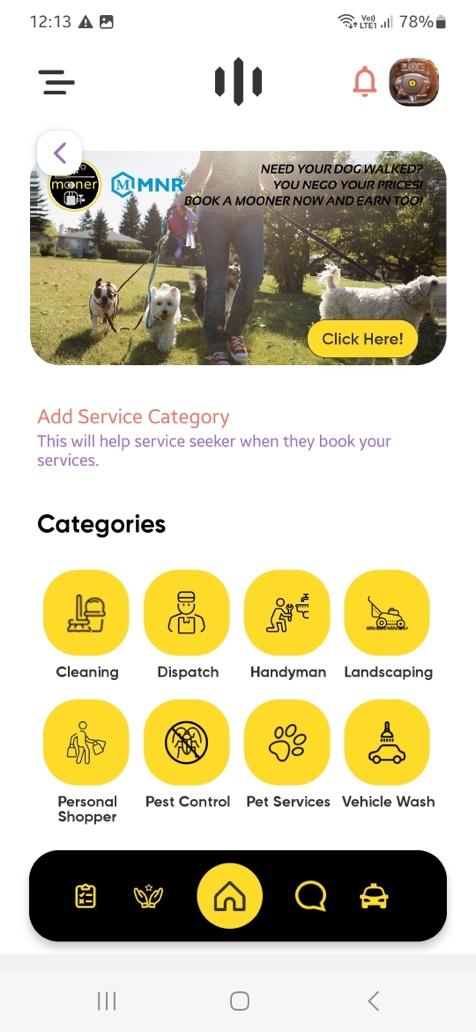 12:13
Vo))
LTE1
78%
mooner
MNR
NEED YOUR DOG WALKED?
YOU NEGO YOUR PRICES!
BOOK A MOONER NOW AND EARN TOO!
Click Here!
Add Service Category
This will help service seeker when they book your
services.
Categories
Cleaning
Dispatch
Handyman
Landscaping
Personal
Shopper
Pest Control
Pet Services
Vehicle Wash